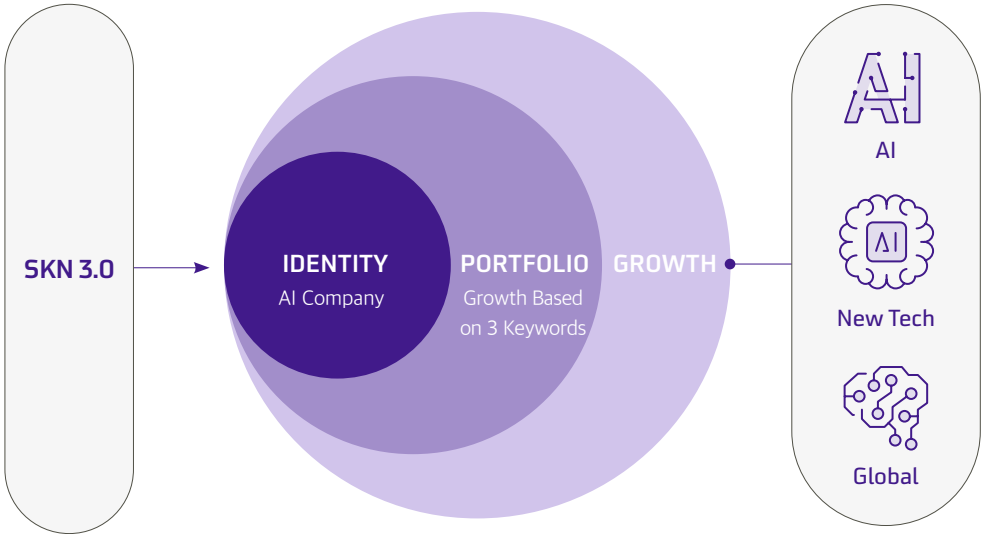 SKN 3.0
IDENTITY
AI Company
PORTFOLIO
Growth Based
on 3 Keywords
GROWTH
AI
AI
AI
New Tech
Global